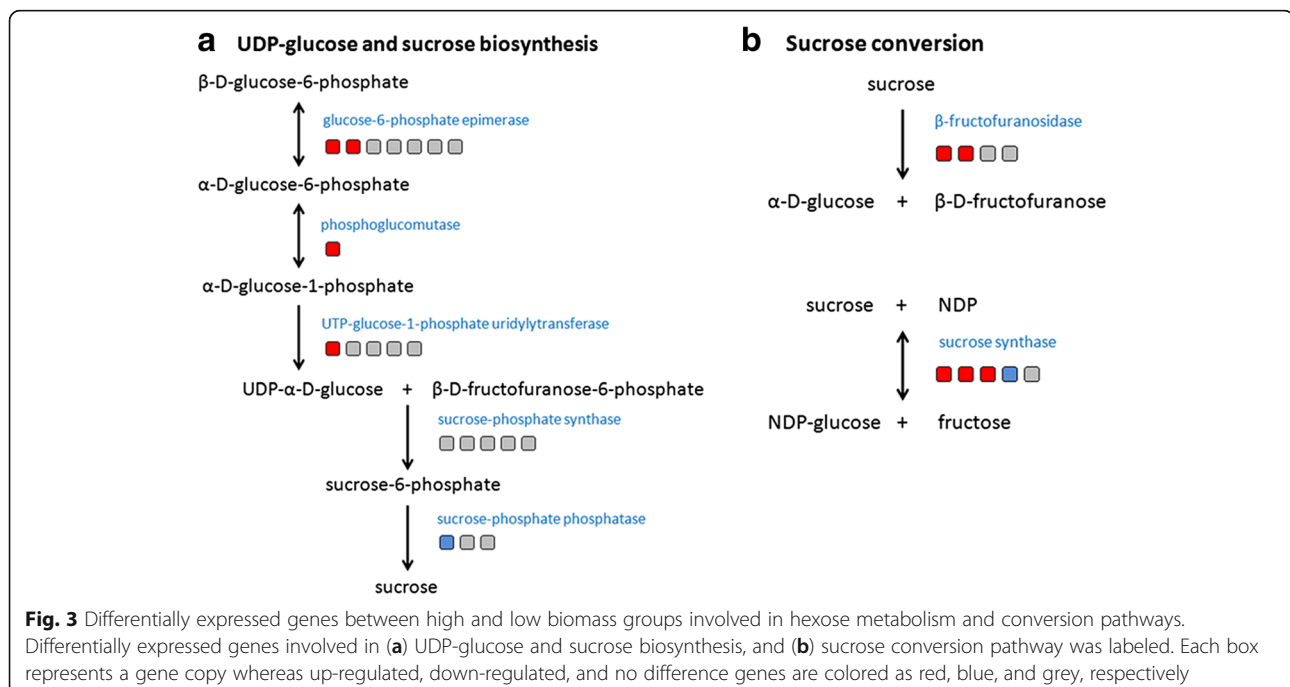 a UDP-glucose and sucrose biosynthesis
β-D-glucose-6-phosphate
glucose-6-phosphate epimerase
α-D-glucose-6-phosphate
phosphoglucomutase
α-D-glucose-1-phosphate
UTP-glucose-1-phosphate uridylytransferase
UDP-α-D-glucose + β-D-fructofuranose-6-phosphate
sucrose-phosphate synthase
sucrose-6-phosphate
sucrose-phosphate phosphatase
sucrose
b Sucrose conversion
sucrose
β-fructofuranosidase
α-D-glucose + β-D-fructofuranose
sucrose + NDP
sucrose synthase
NDP-glucose + fructose
Fig. 3 Differentially expressed genes between high and low biomass groups involved in hexose metabolism and conversion pathways.
Differentially expressed genes involved in (a) UDP-glucose and sucrose biosynthesis, and (b) sucrose conversion pathway was labeled. Each box
represents a gene copy whereas up-regulated, down-regulated, and no difference genes are colored as red, blue, and grey, respectively